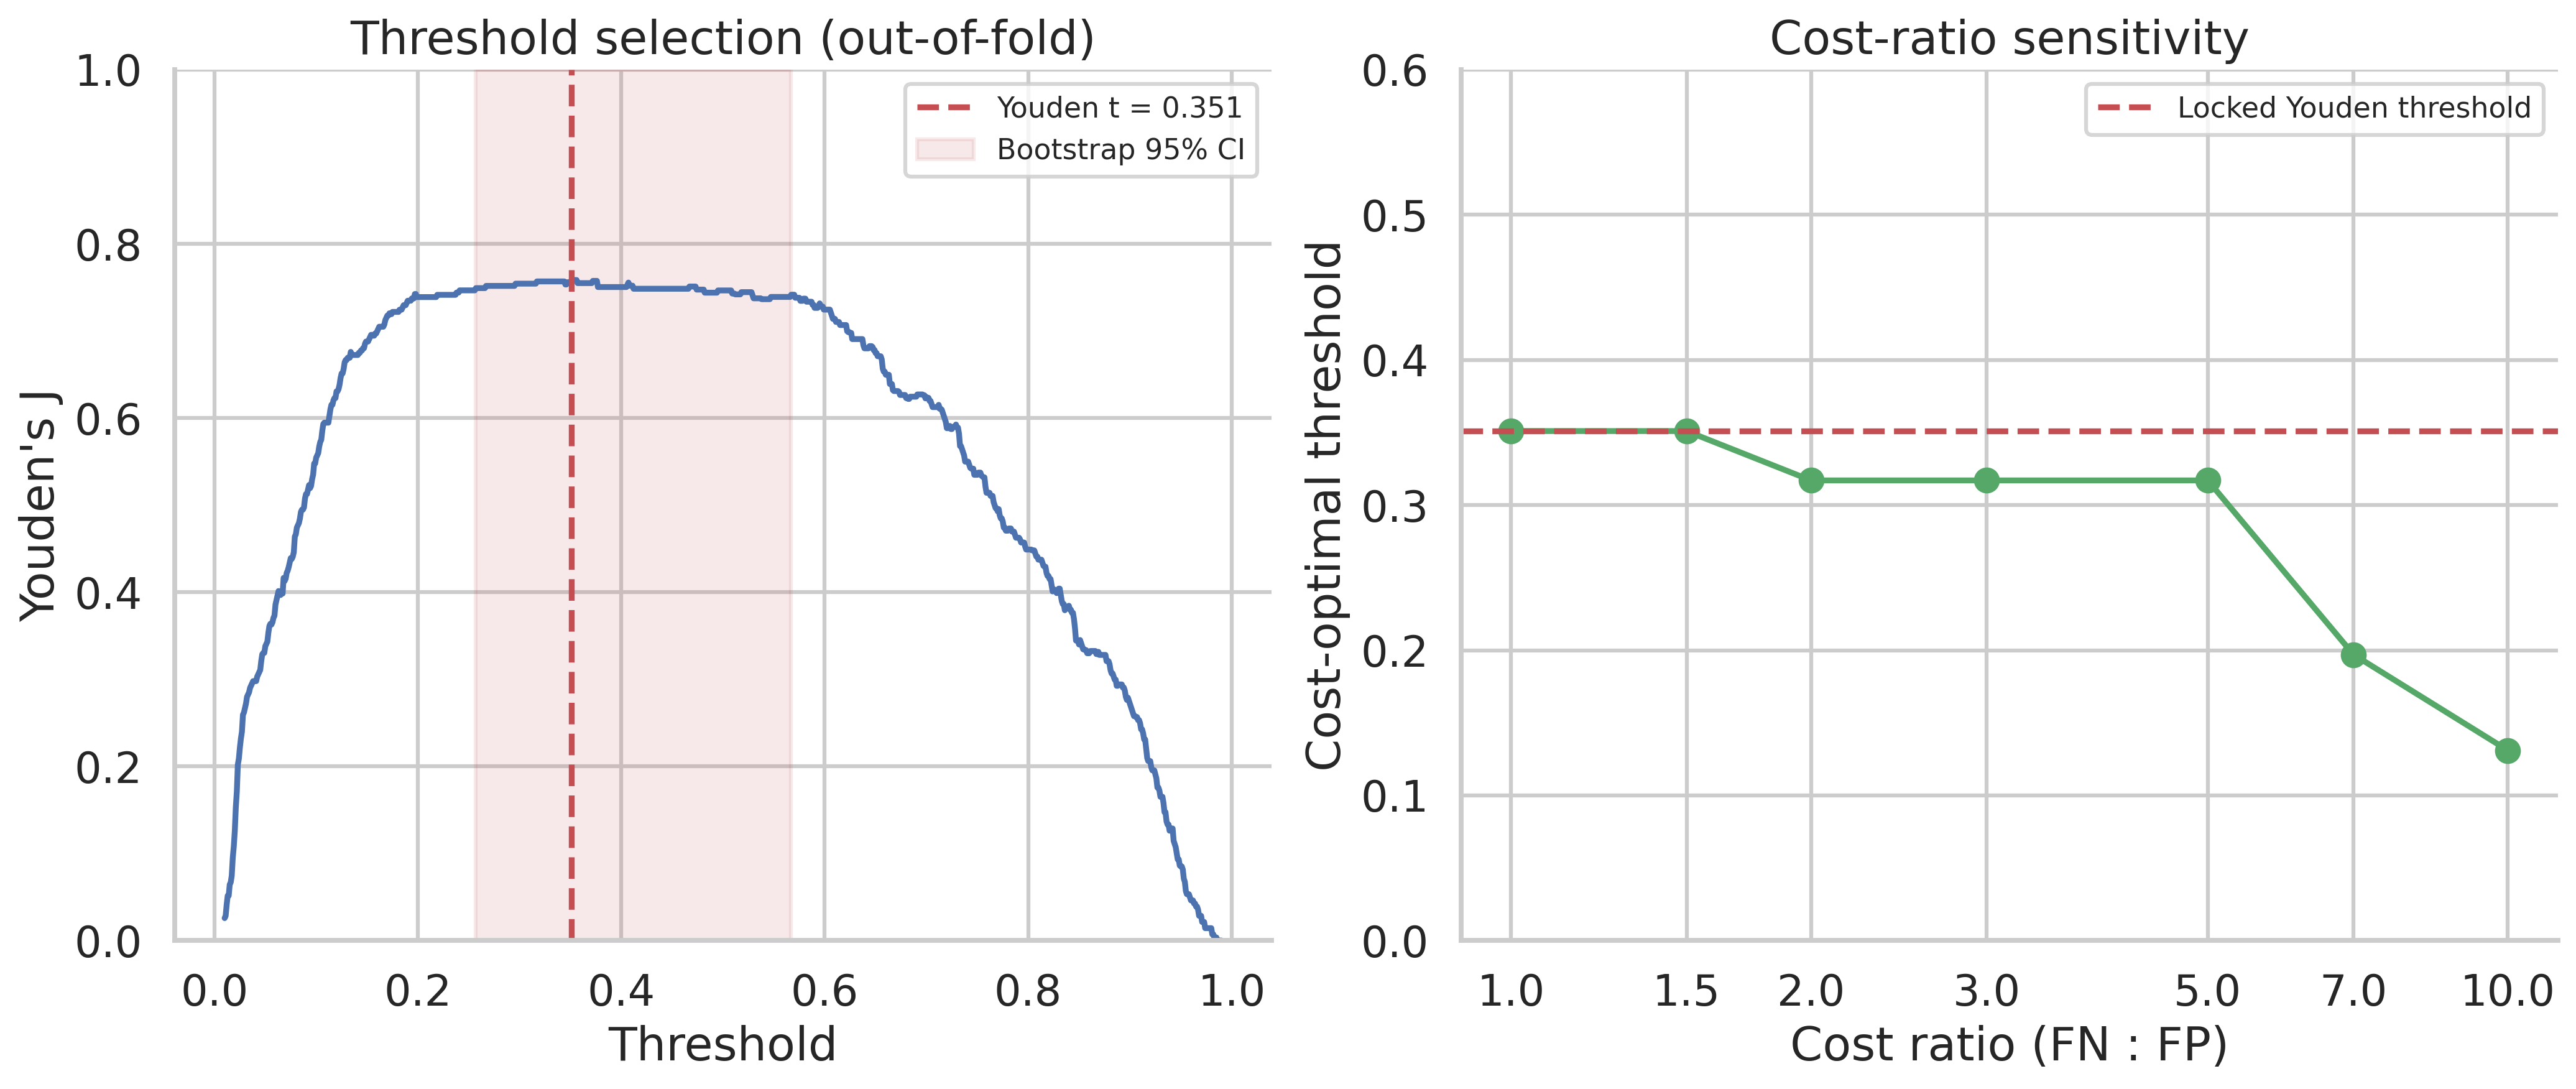 Threshold selection (out-of-fold)
1.0
0.8
0.6
0.4
0.2
0.0
Youden's J
Youden t = 0.351
Bootstrap 95% CI
0.0 0.2 0.4 0.6 0.8 1.0
Threshold
Cost-ratio sensitivity
0.6
0.5
0.4
0.3
0.2
0.1
0.0
Cost-optimal threshold
Locked Youden threshold
1.0 1.5 2.0 3.0 5.0 7.0 10.0
Cost ratio (FN : FP)